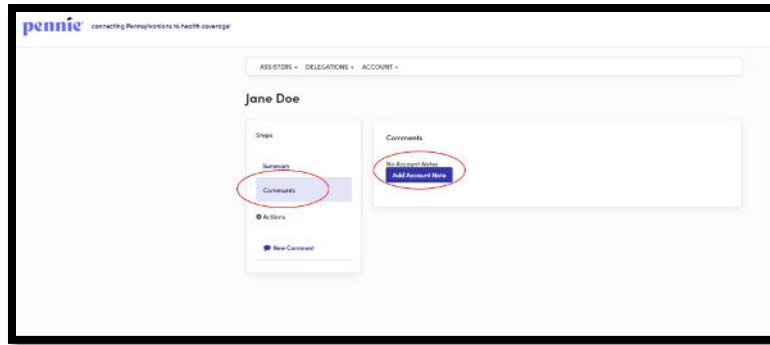 pennie connecting Pennsylvanians to health coverage
ASSISTERS DELEGATIONS ACCOUNT
Jane Doe
Steps
Summary
Comments
Actions
New Comment
Comments
No Account Notes
Add Account Note